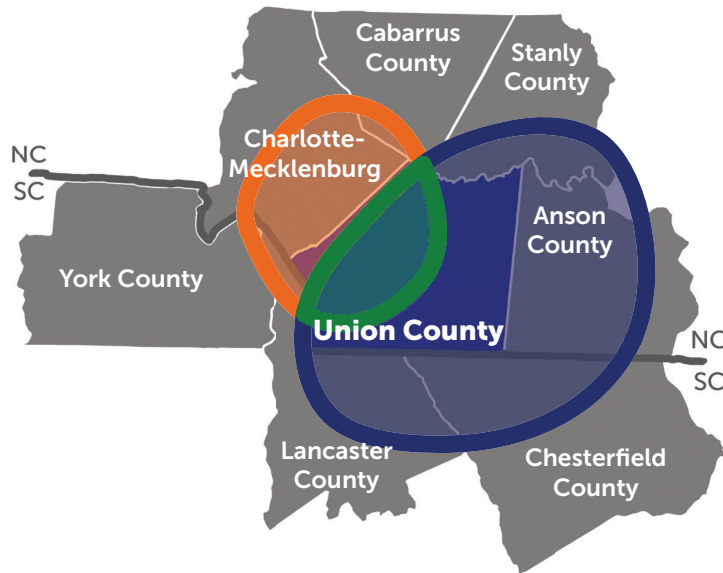 Cabarrus
County
Stanly
County
Charlotte-
Mecklenburg
NC
SC
Anson
County
York County
Union County
NC
SC
Lancaster
County
Chesterfield
County